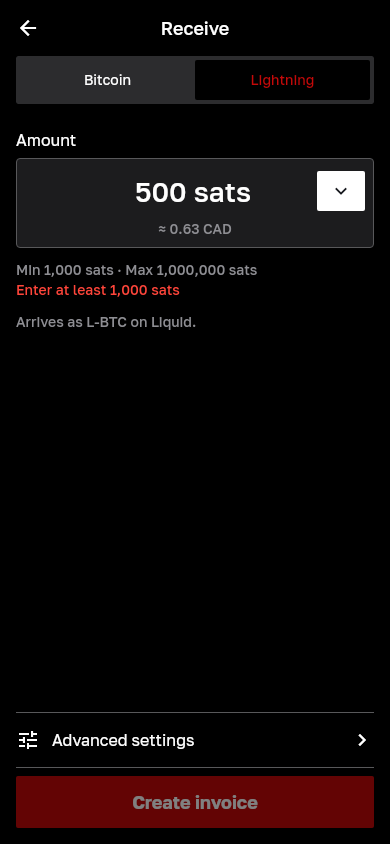 Receive
Bitcoin
Lightning
Amount
500 sats
≈ 0.63 CAD
Min 1,000 sats · Max 1,000,000 sats
Enter at least 1,000 sats
Arrives as L-BTC on Liquid.
Advanced settings
Create invoice